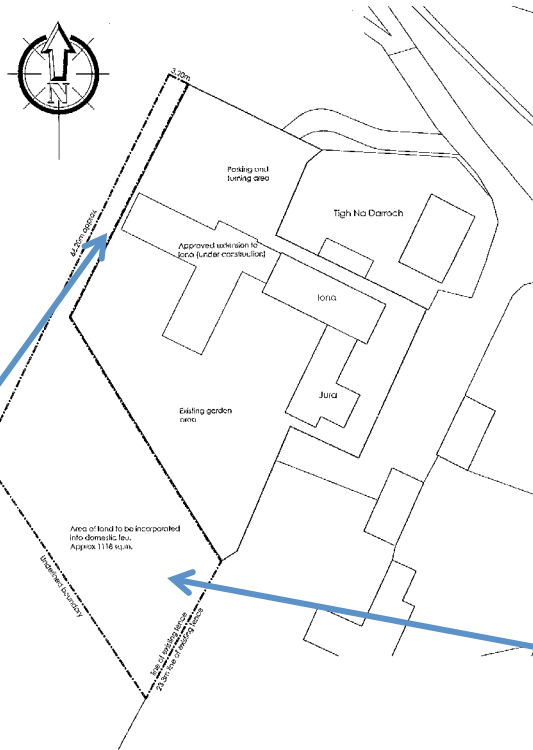 N
3.20m
Parking and
turning area
Tigh Na Darroch
64.20m approx
Approved extension to
Iona (under construction)
Iona
Jura
Existing garden
area
Area of land to be incorporated
into domestic feu.
Approx 1118 sq.m.
Undefined boundary
line of existing fence
23.3m line of existing fence